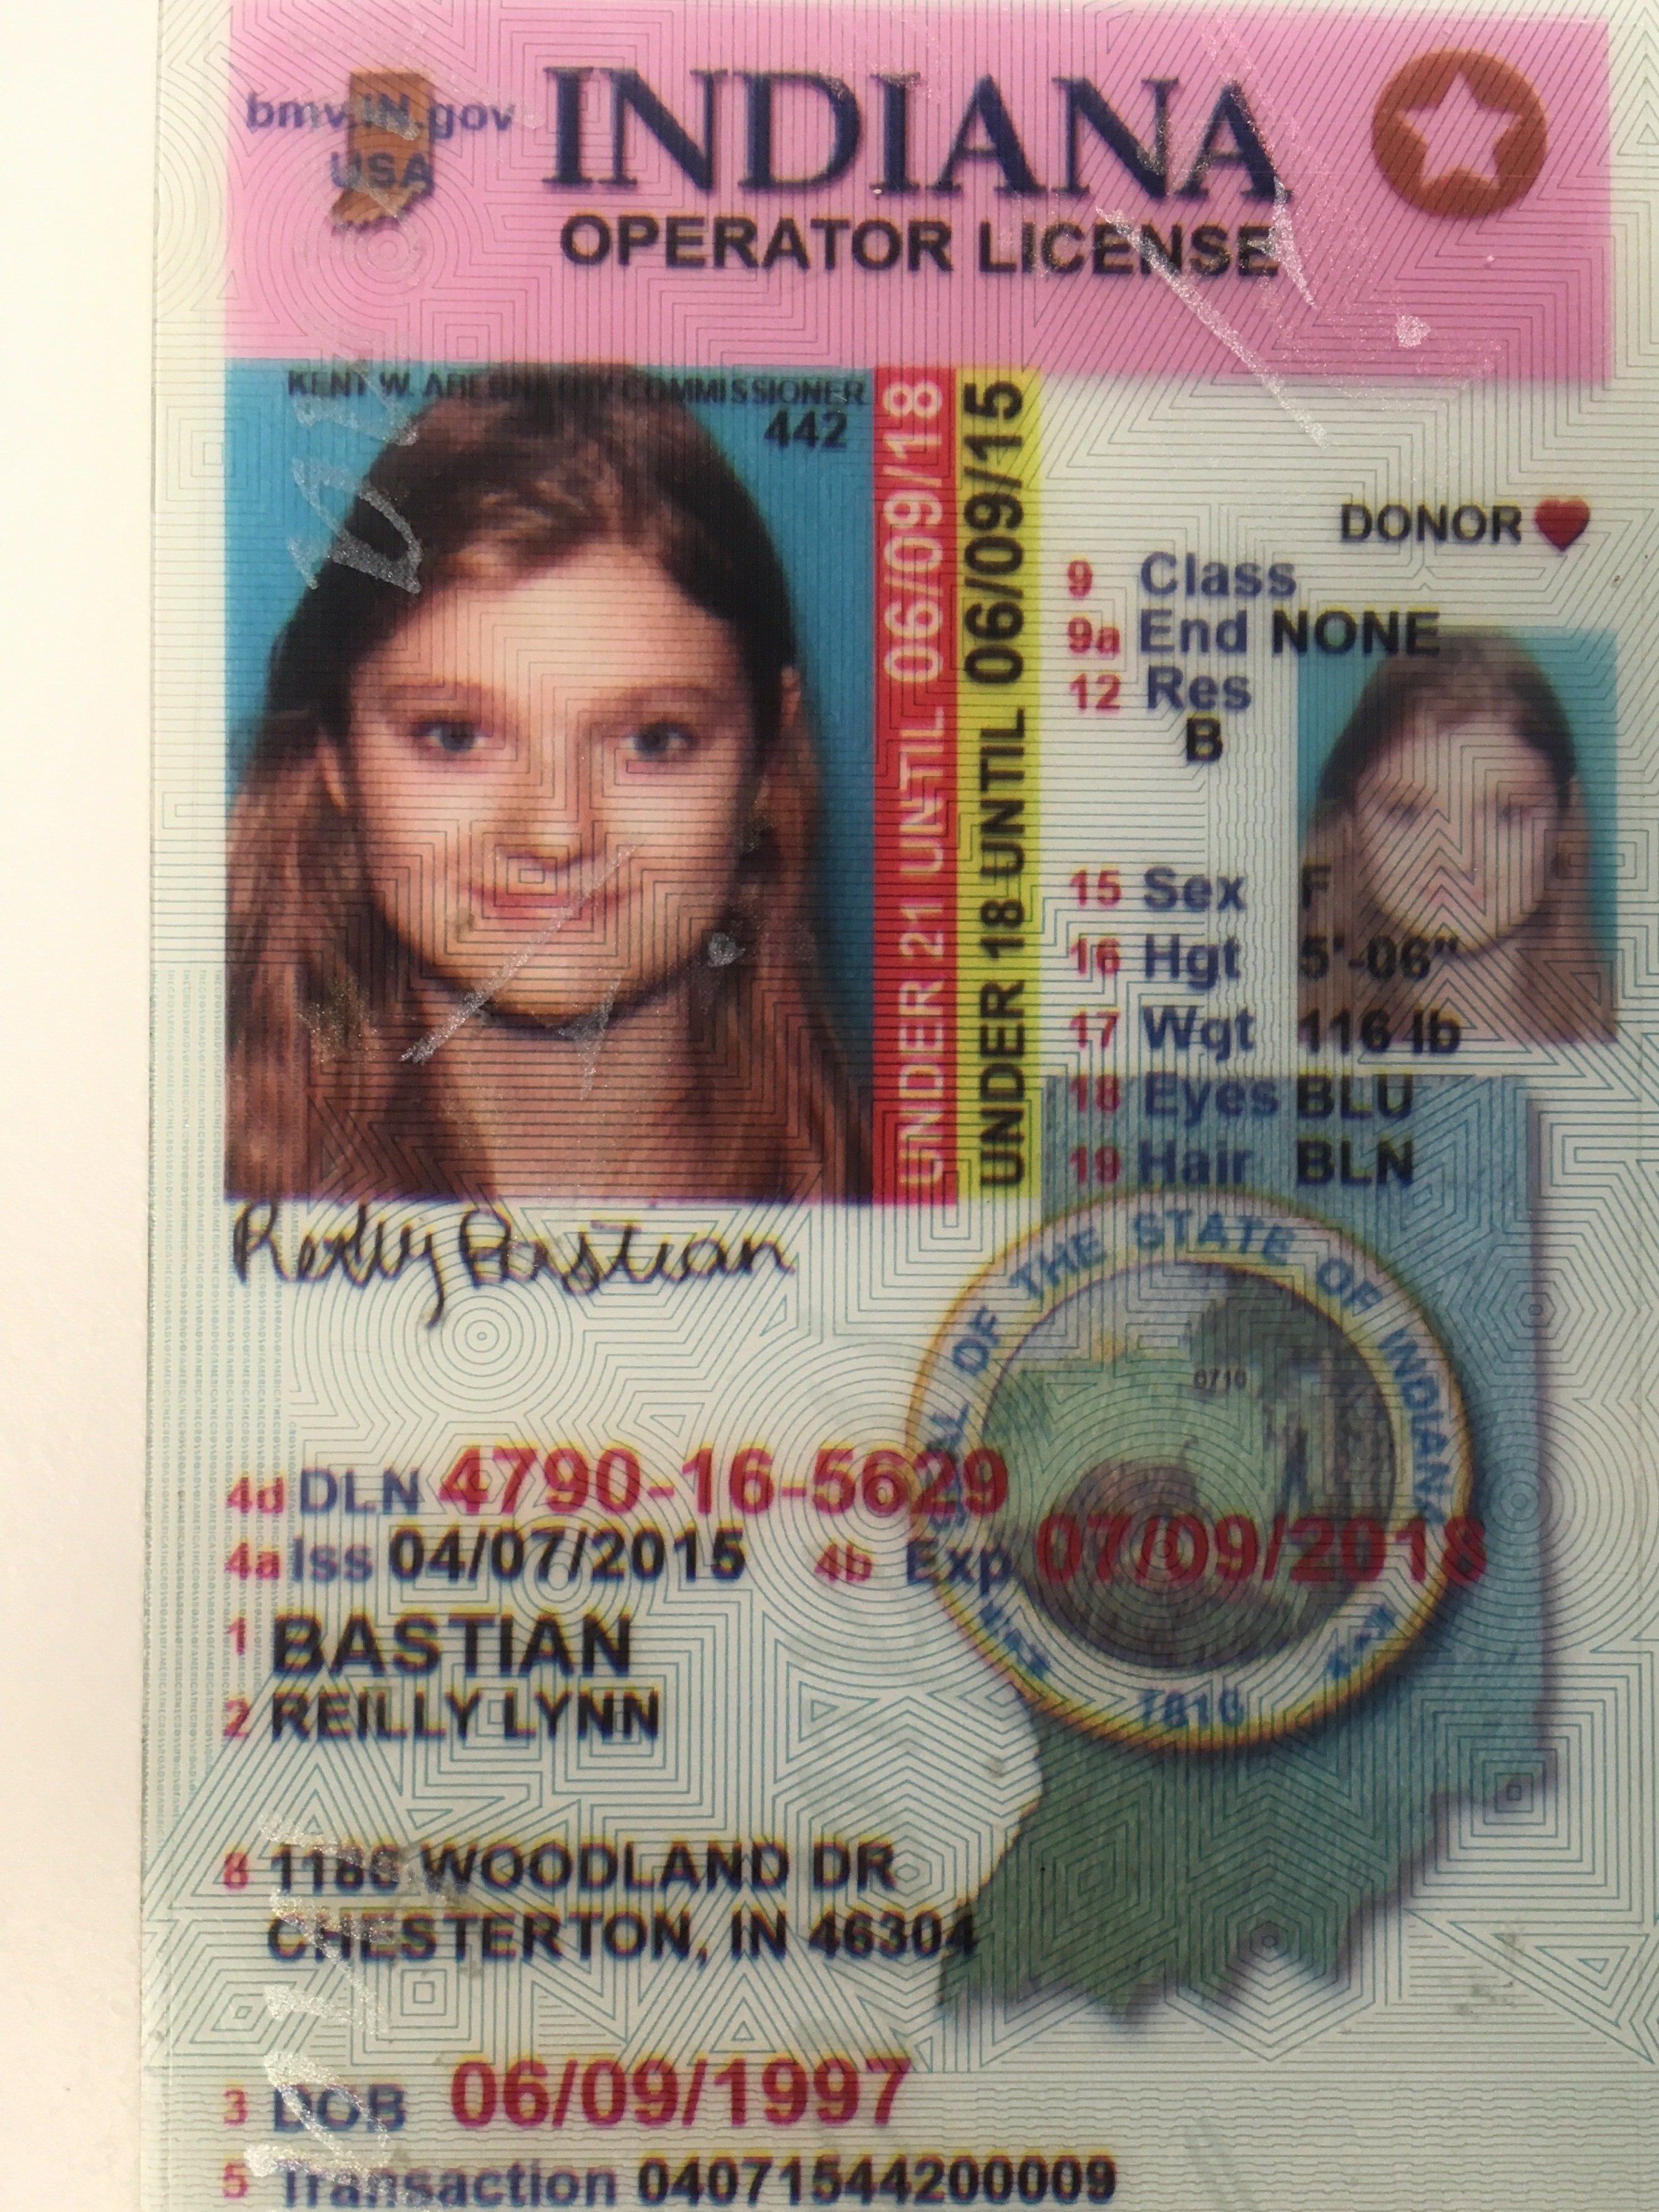 bmv.IN.gov
USA
INDIANA
OPERATOR LICENSE
KENT W. ABERNATHY COMMISSIONER
442
UNDER 21 UNTIL 06/09/18
UNDER 18 UNTIL 06/09/15
DONOR
9 Class
9a End NONE
12 Res
B
15 Sex F
16 Hgt 5'-06"
17 Wgt 116 lb
18 Eyes BLU
19 Hair BLN
Reilly Bastian
SEAL OF THE STATE OF INDIANA
0710
1816
4d DLN 4790-16-5629
4a Iss 04/07/2015 4b Exp 07/09/2018
1 BASTIAN
2 REILLY LYNN
8 WOODLAND DR
CHESTERTON, IN 46304
3 DOB 06/09/1997
5 Transaction 04071544200009